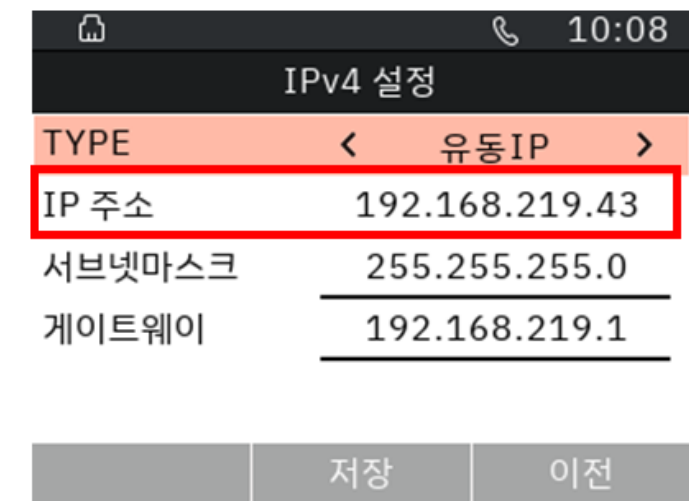 10:08
IPv4 설정
TYPE < 유동IP >
IP 주소 192.168.219.43
서브넷마스크 255.255.255.0
게이트웨이 192.168.219.1
저장 이전